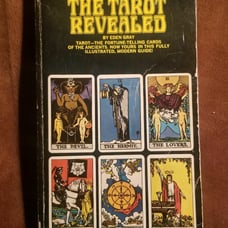 THE TAROT
REVEALED
BY EDEN GRAY
TAROT—THE FORTUNE-TELLING CARDS
OF THE ANCIENTS, NOW YOURS IN THIS FULLY
ILLUSTRATED, MODERN GUIDE!
THE DEVIL.
THE HERMIT.
THE LOVERS.